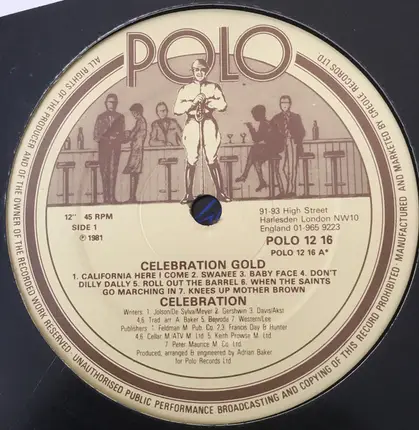 POLO
12" 45 RPM
SIDE 1
℗ 1981
91-93 High Street
Harlesden London NW10
England 01-965 9223
POLO 12 16
POLO 12 16 A*
CELEBRATION GOLD
1. CALIFORNIA HERE I COME 2. SWANEE 3. BABY FACE 4. DON'T
DILLY DALLY 5. ROLL OUT THE BARREL 6. WHEN THE SAINTS
GO MARCHING IN 7. KNEES UP MOTHER BROWN
CELEBRATION
Writers: 1. Jolson/De Sylva/Meyer 2. Gershwin 3. Davis/Akst
4,6. Trad. arr. A. Baker 5. 7. Weston/Lee
Publishers: 1. Feldman M. Pub. Co. 2,3. Francis Day & Hunter
4,6. Cellar M./ATV M. Ltd. 5. Keith Prowse M. Ltd
7. Peter Maurice M. Co. Ltd.
Produced, arranged & engineered by Adrian Baker
for Polo Records Ltd
ALL RIGHTS OF THE PRODUCER AND OF THE OWNER OF THE RECORDED WORK RESERVED. UNAUTHORISED PUBLIC PERFORMANCE BROADCASTING AND COPYING OF THIS RECORD PROHIBITED. MANUFACTURED AND MARKETED BY CREOLE RECORDS LTD.